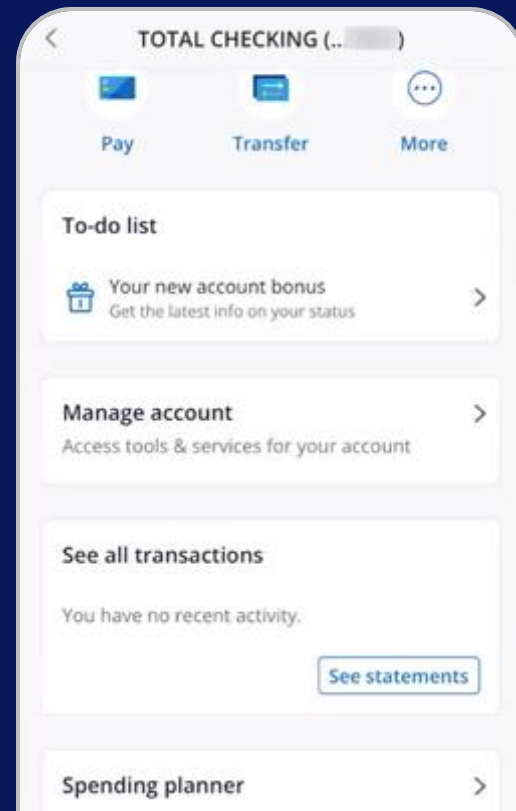 TOTAL CHECKING (.. )
Pay Transfer More
To-do list
Your new account bonus
Get the latest info on your status
Manage account
Access tools & services for your account
See all transactions
You have no recent activity.
See statements
Spending planner